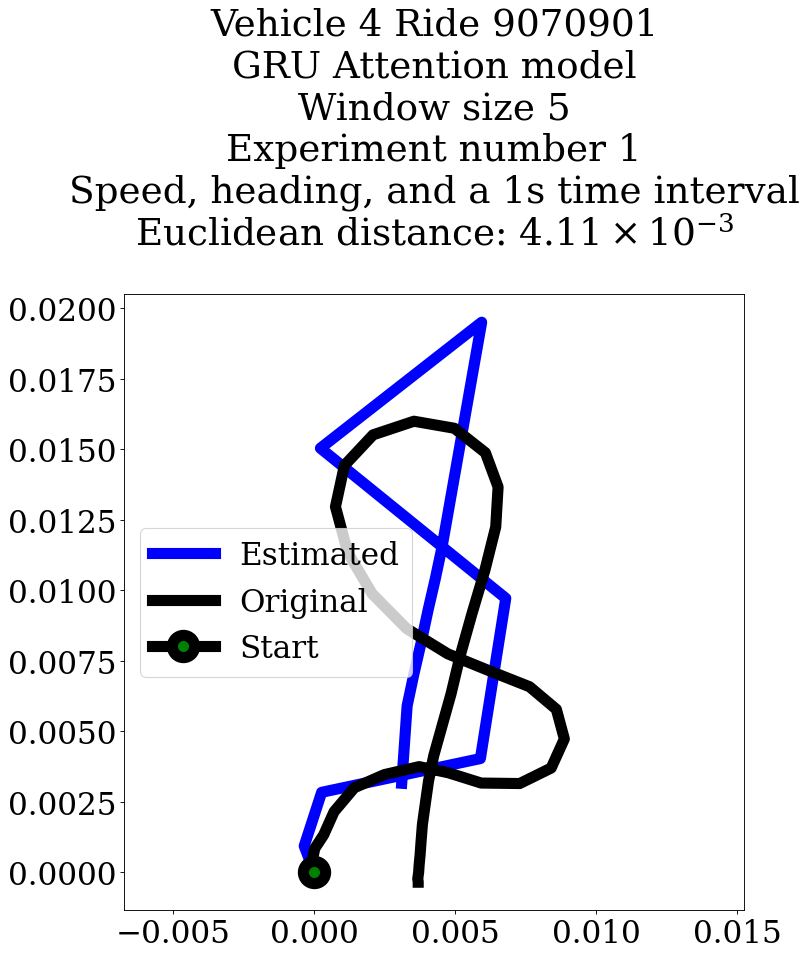 Vehicle 4 Ride 9070901
GRU Attention model
Window size 5
Experiment number 1
Speed, heading, and a 1s time interval
Euclidean distance: 4.11 × 10⁻³
0.0200
0.0175
0.0150
0.0125
0.0100
0.0075
0.0050
0.0025
0.0000
Estimated
Original
Start
−0.005 0.000 0.005 0.010 0.015